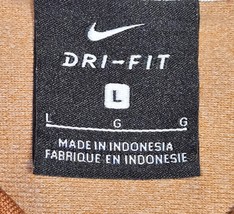 DRI-FIT
L
L G G
MADE IN INDONESIA
FABRIQUE EN INDONESIE